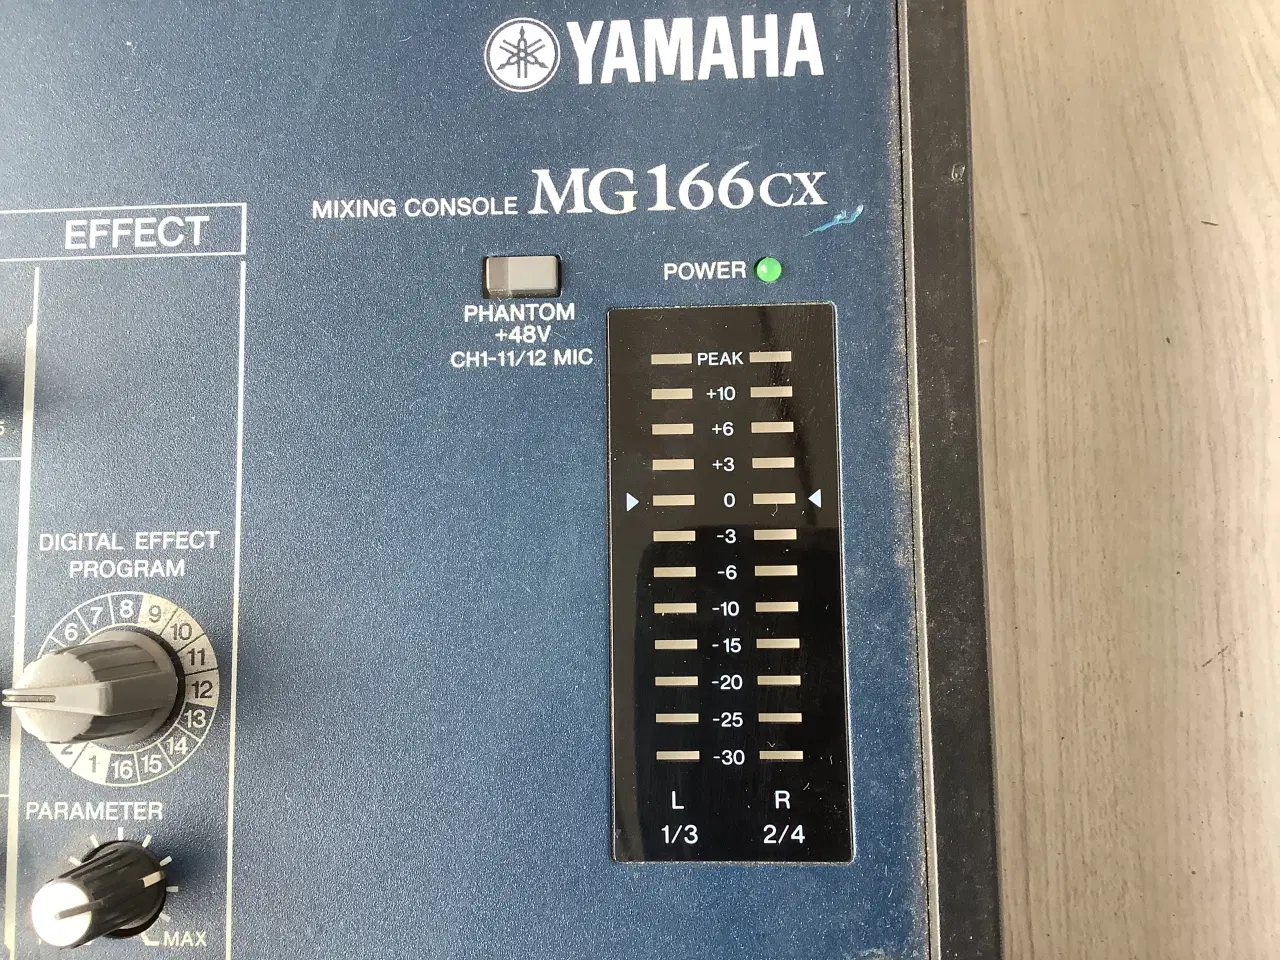 YAMAHA
MIXING CONSOLE MG166CX
EFFECT
POWER
PHANTOM
+48V
CH1-11/12 MIC
PEAK
+10
+6
+3
0
-3
-6
-10
-15
-20
-25
-30
L R
1/3 2/4
DIGITAL EFFECT
PROGRAM
6 7 8 9 10 11 12 13 14 15 16 1 2
PARAMETER
MAX